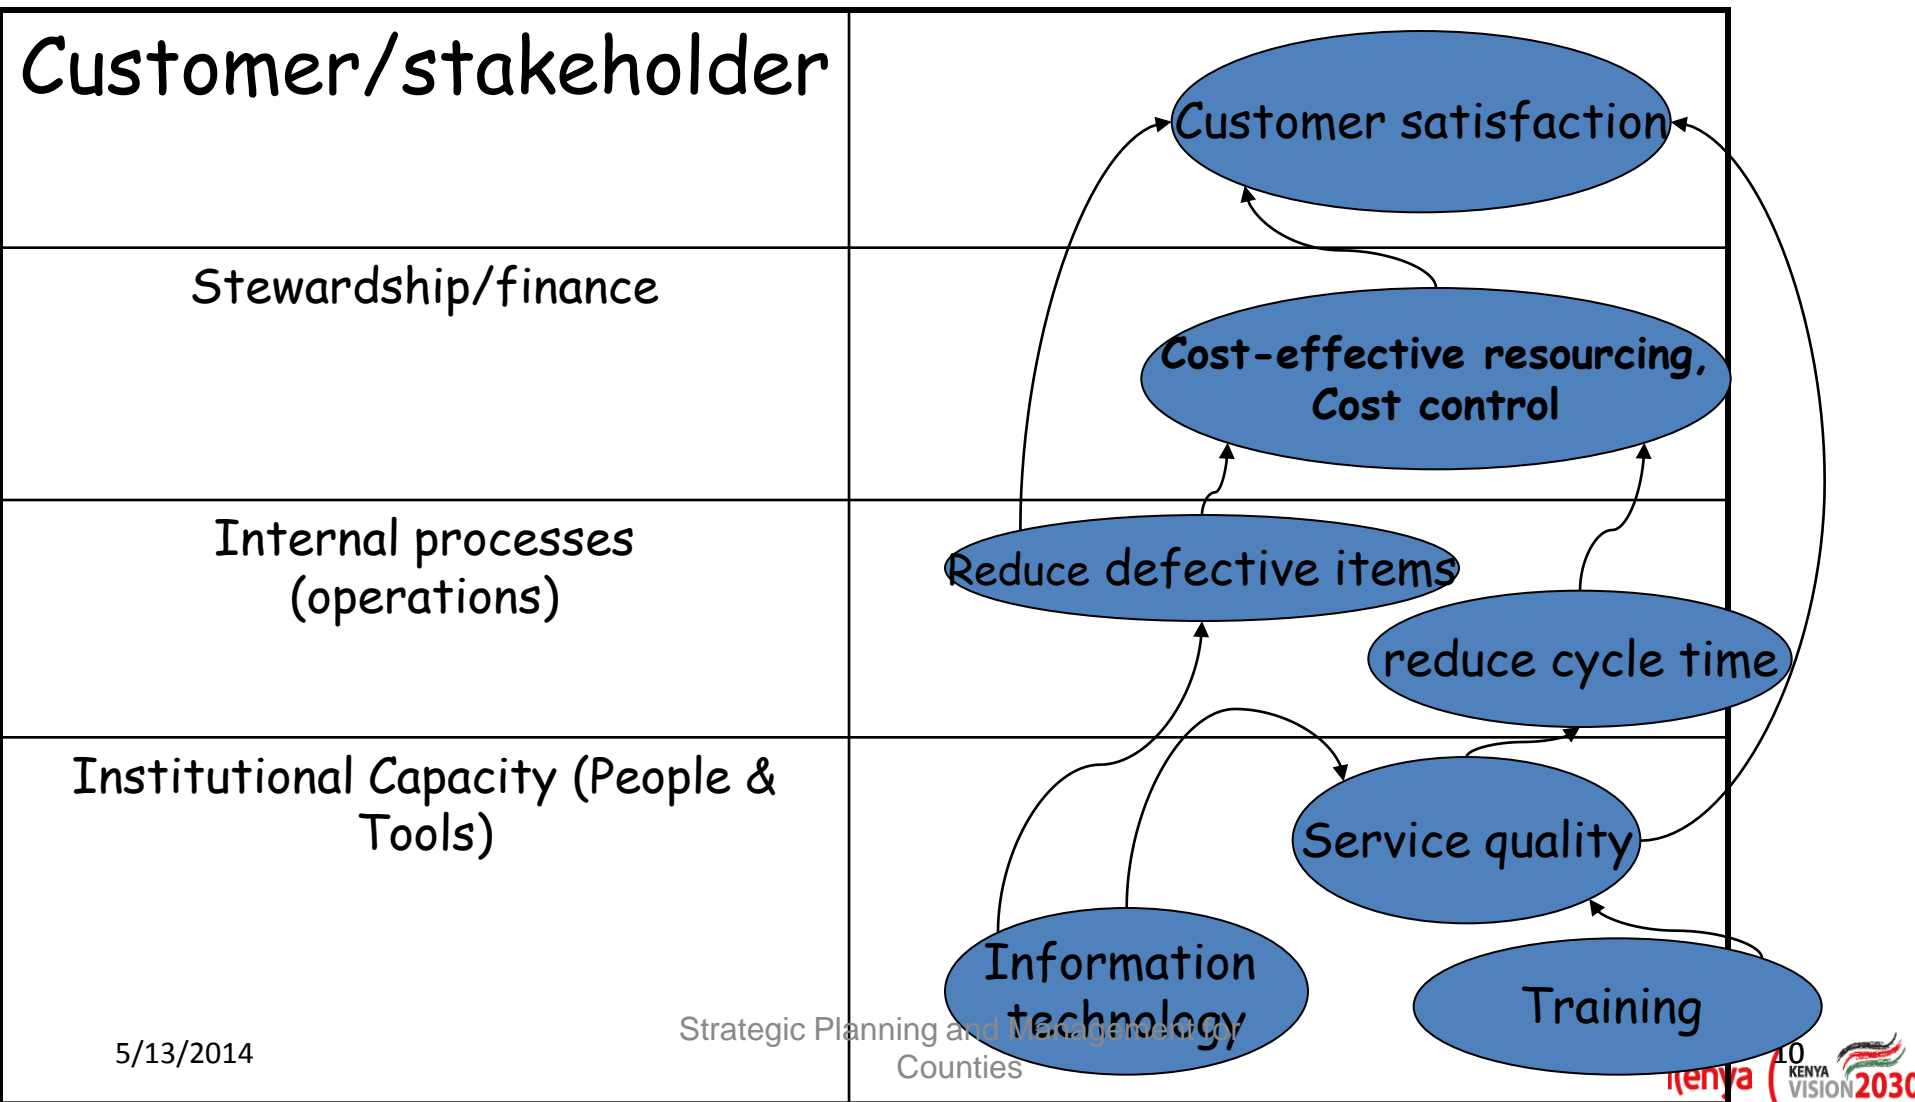 Customer/stakeholder
Customer satisfaction
Stewardship/finance
Cost-effective resourcing,
Cost control
Internal processes
(operations)
Reduce defective items
reduce cycle time
Institutional Capacity (People &
Tools)
Service quality
Information
technology
Training
5/13/2014
Strategic Planning and Management for
Counties
10
Kenya
KENYA
VISION 2030